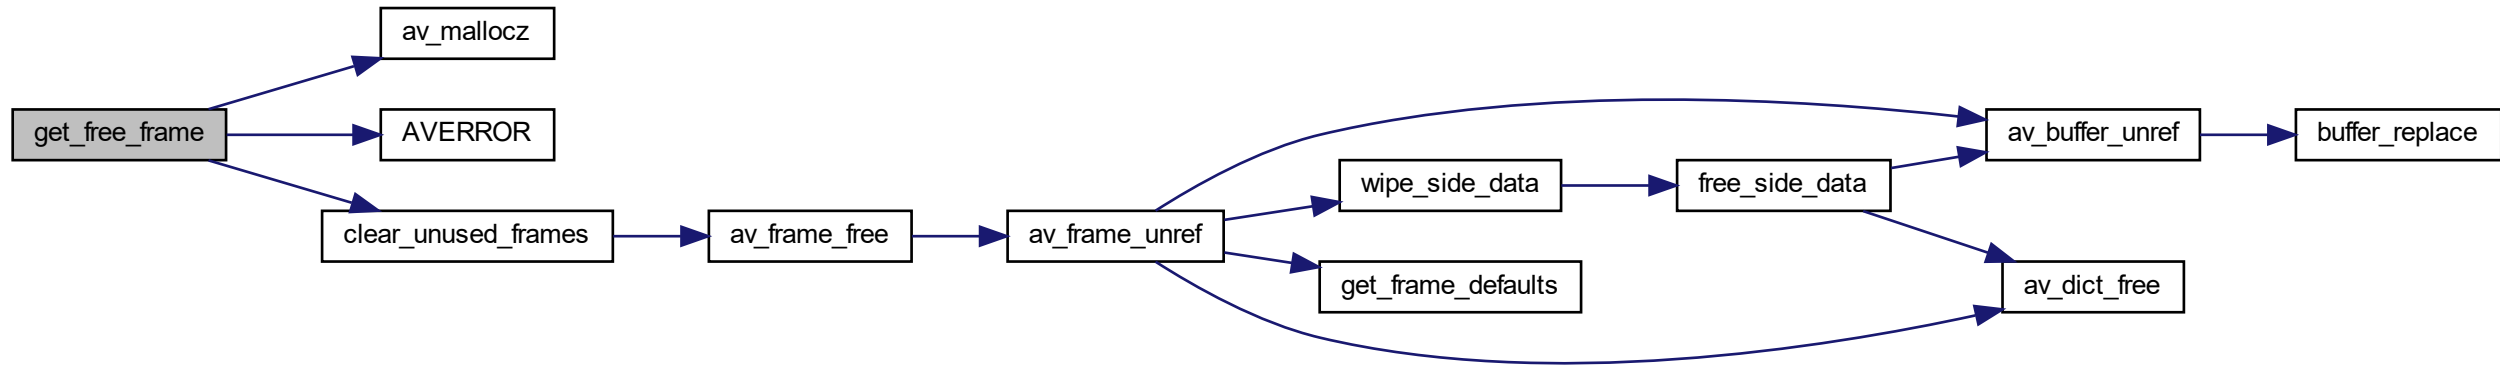 av_mallocz
get_free_frame
AVERROR
clear_unused_frames
av_frame_free
av_frame_unref
wipe_side_data
get_frame_defaults
free_side_data
av_buffer_unref
av_dict_free
buffer_replace